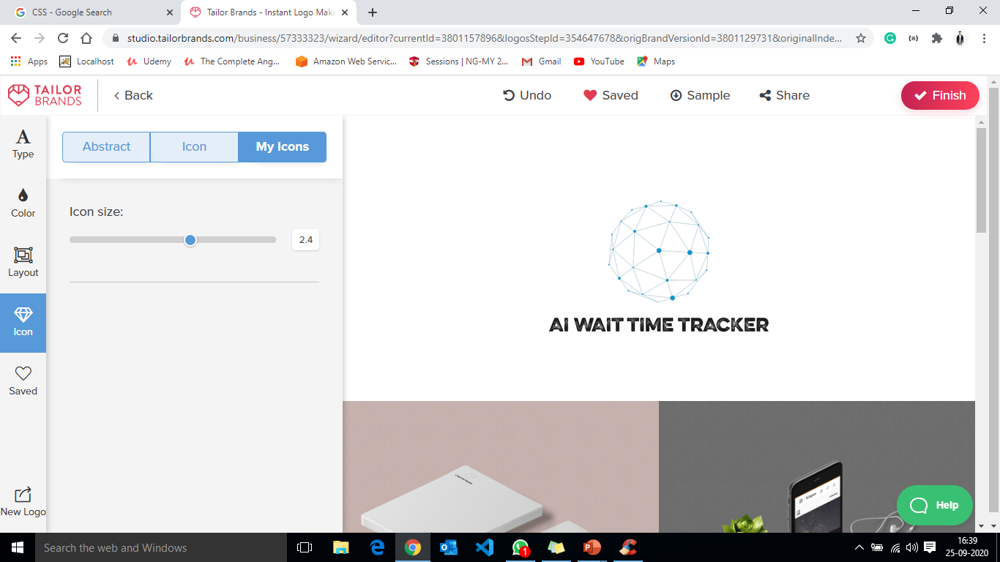 CSS - Google Search
Tailor Brands - Instant Logo Make
studio.tailorbrands.com/business/57333323/wizard/editor?currentId=3801157896&logosStepId=354647678&origBrandVersionId=3801129731&originalInde...
Apps
Localhost
Udemy
The Complete Ang...
Amazon Web Servic...
Sessions | NG-MY 2...
Gmail
YouTube
Maps
TAILOR
BRANDS
Back
Undo
Saved
Sample
Share
Finish
Type
Color
Layout
Icon
Saved
New Logo
Abstract
Icon
My Icons
Icon size:
2.4
AI WAIT TIME TRACKER
Help
Search the web and Windows
1
16:39
25-09-2020